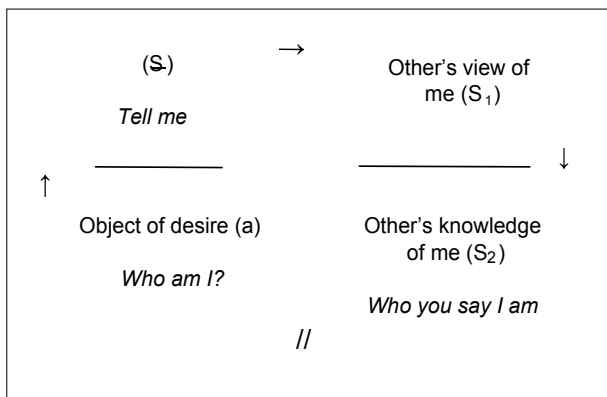 (S̶) → Other's view of
me (S₁)
Tell me
↑ ↓
Object of desire (a) Other's knowledge
of me (S₂)
Who am I?
Who you say I am
//